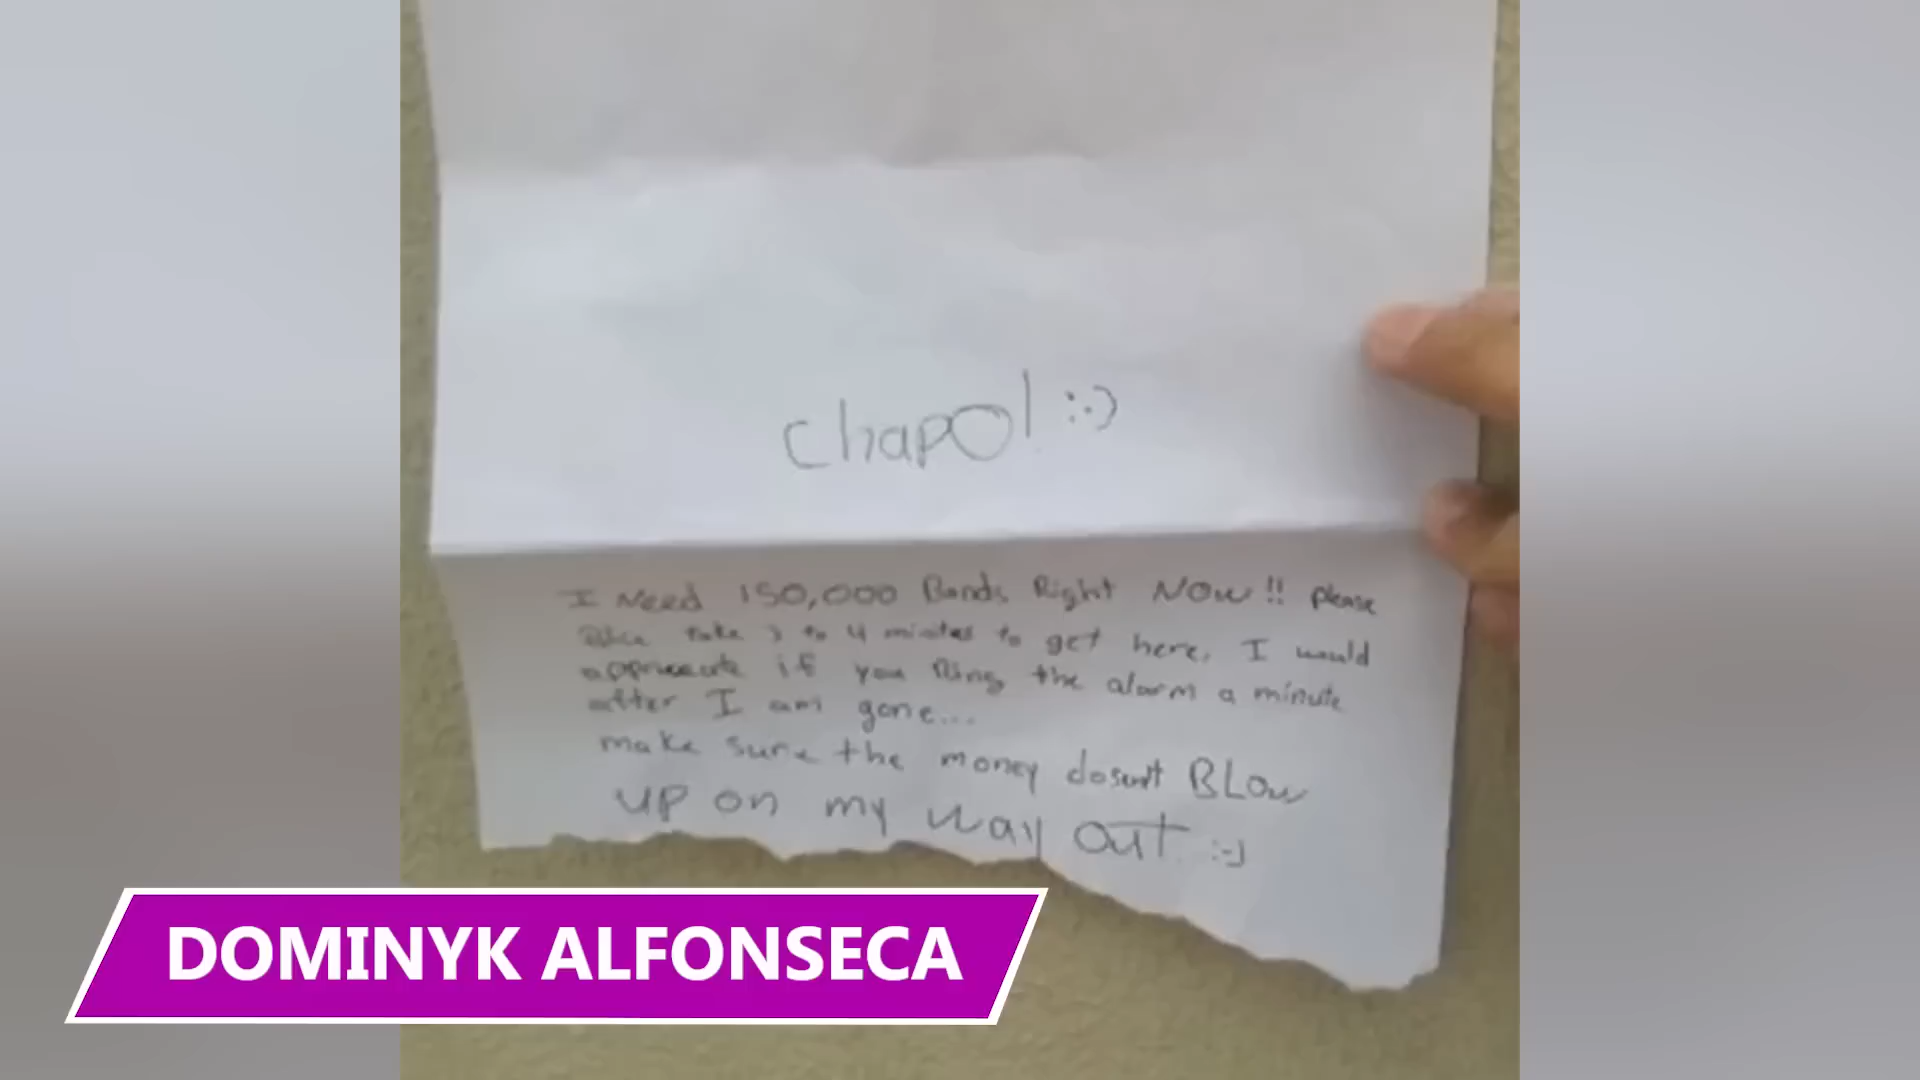 chapo! :-)
I Need 150,000 Bands Right NOW!! please
Police take 3 to 4 minites to get here, I would
if you Ring the alarm a minute
after I am gone...
make sure the money dosent BLow
UP on my way out :-)
DOMINYK ALFONSECA